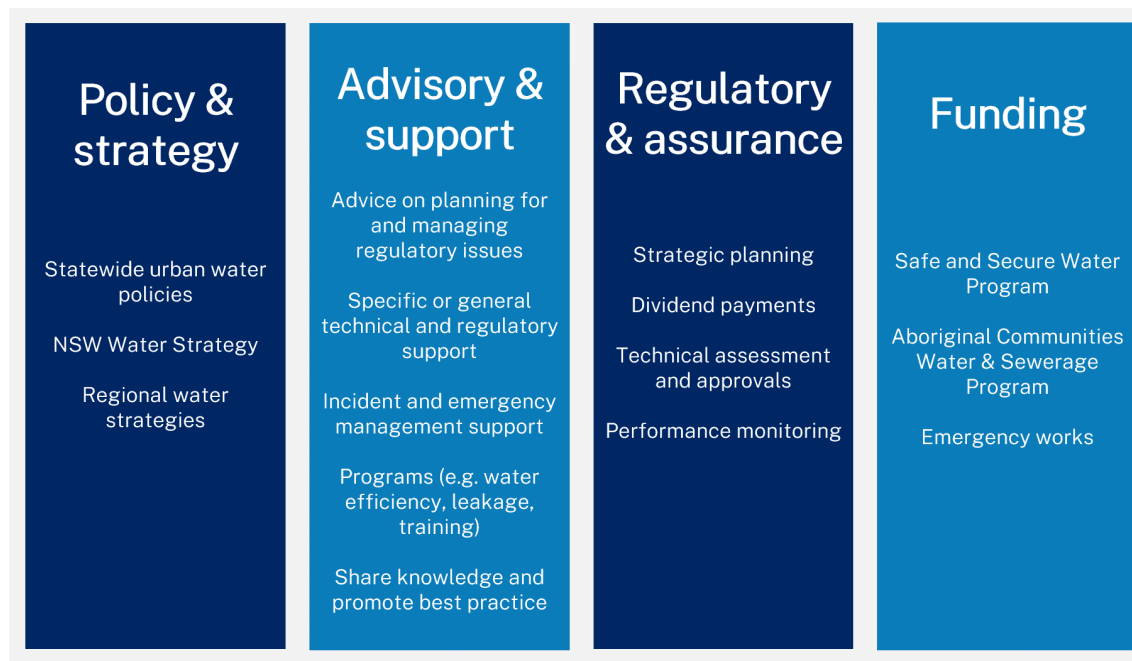 Policy &
strategy
Statewide urban water
policies
NSW Water Strategy
Regional water
strategies
Advisory &
support
Advice on planning for
and managing
regulatory issues
Specific or general
technical and regulatory
support
Incident and emergency
management support
Programs (e.g. water
efficiency, leakage,
training)
Share knowledge and
promote best practice
Regulatory
& assurance
Strategic planning
Dividend payments
Technical assessment
and approvals
Performance monitoring
Funding
Safe and Secure Water
Program
Aboriginal Communities
Water & Sewerage
Program
Emergency works